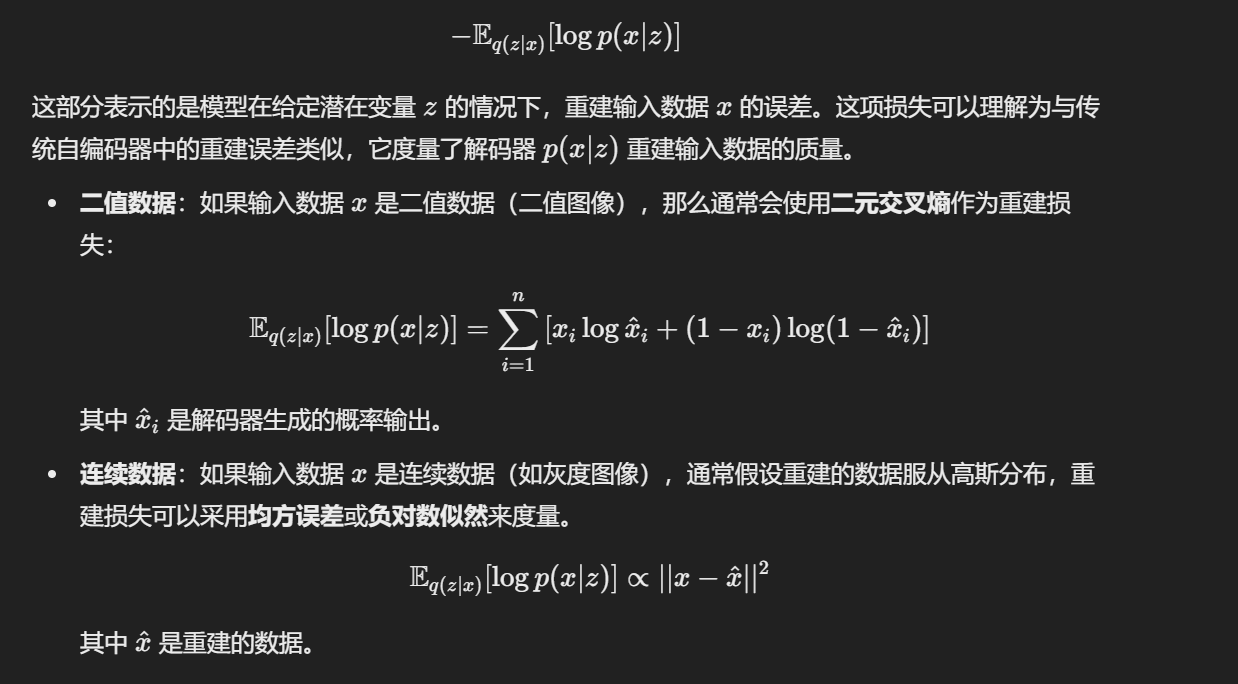 −𝔼_{q(z|x)}[log p(x|z)]
这部分表示的是模型在给定潜在变量 z 的情况下，重建输入数据 x 的误差。这项损失可以理解为与传
统自编码器中的重建误差类似，它度量了解码器 p(x|z) 重建输入数据的质量。
• 二值数据：如果输入数据 x 是二值数据（二值图像），那么通常会使用二元交叉熵作为重建损
失：
𝔼_{q(z|x)}[log p(x|z)] = ∑_{i=1}^{n} [x_i log x̂_i + (1 − x_i) log(1 − x̂_i)]
其中 x̂_i 是解码器生成的概率输出。
• 连续数据：如果输入数据 x 是连续数据（如灰度图像），通常假设重建的数据服从高斯分布，重
建损失可以采用均方误差或负对数似然来度量。
𝔼_{q(z|x)}[log p(x|z)] ∝ ||x − x̂||²
其中 x̂ 是重建的数据。